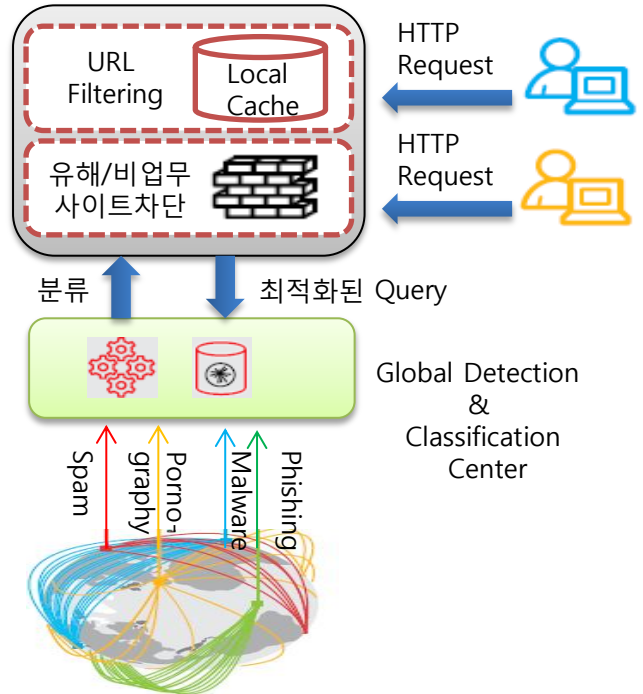 URL
Filtering
Local
Cache
HTTP
Request
유해/비업무
사이트차단
HTTP
Request
분류
최적화된 Query
Global Detection
&
Classification
Center
Spam
Porno-
graphy
Malware
Phishing